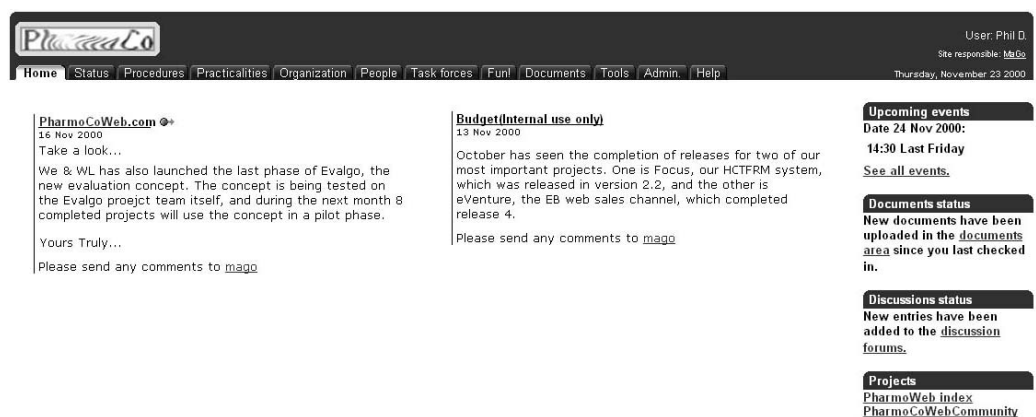 PharmaCo
User: Phil D.
Site responsible: MaGo
Home Status Procedures Practicalities Organization People Task forces Fun! Documents Tools Admin. Help
Thursday, November 23 2000
PharmoCoWeb.com
16 Nov 2000
Take a look...
We & WL has also launched the last phase of Evalgo, the
new evaluation concept. The concept is being tested on
the Evalgo proejct team itself, and during the next month 8
completed projects will use the concept in a pilot phase.
Yours Truly...
Please send any comments to mago
Budget(Internal use only)
13 Nov 2000
October has seen the completion of releases for two of our
most important projects. One is Focus, our HCTFRM system,
which was released in version 2.2, and the other is
eVenture, the EB web sales channel, which completed
release 4.
Please send any comments to mago
Upcoming events
Date 24 Nov 2000:
14:30 Last Friday
See all events.
Documents status
New documents have been
uploaded in the documents
area since you last checked
in.
Discussions status
New entries have been
added to the discussion
forums.
Projects
PharmoWeb index
PharmoCoWebCommunity